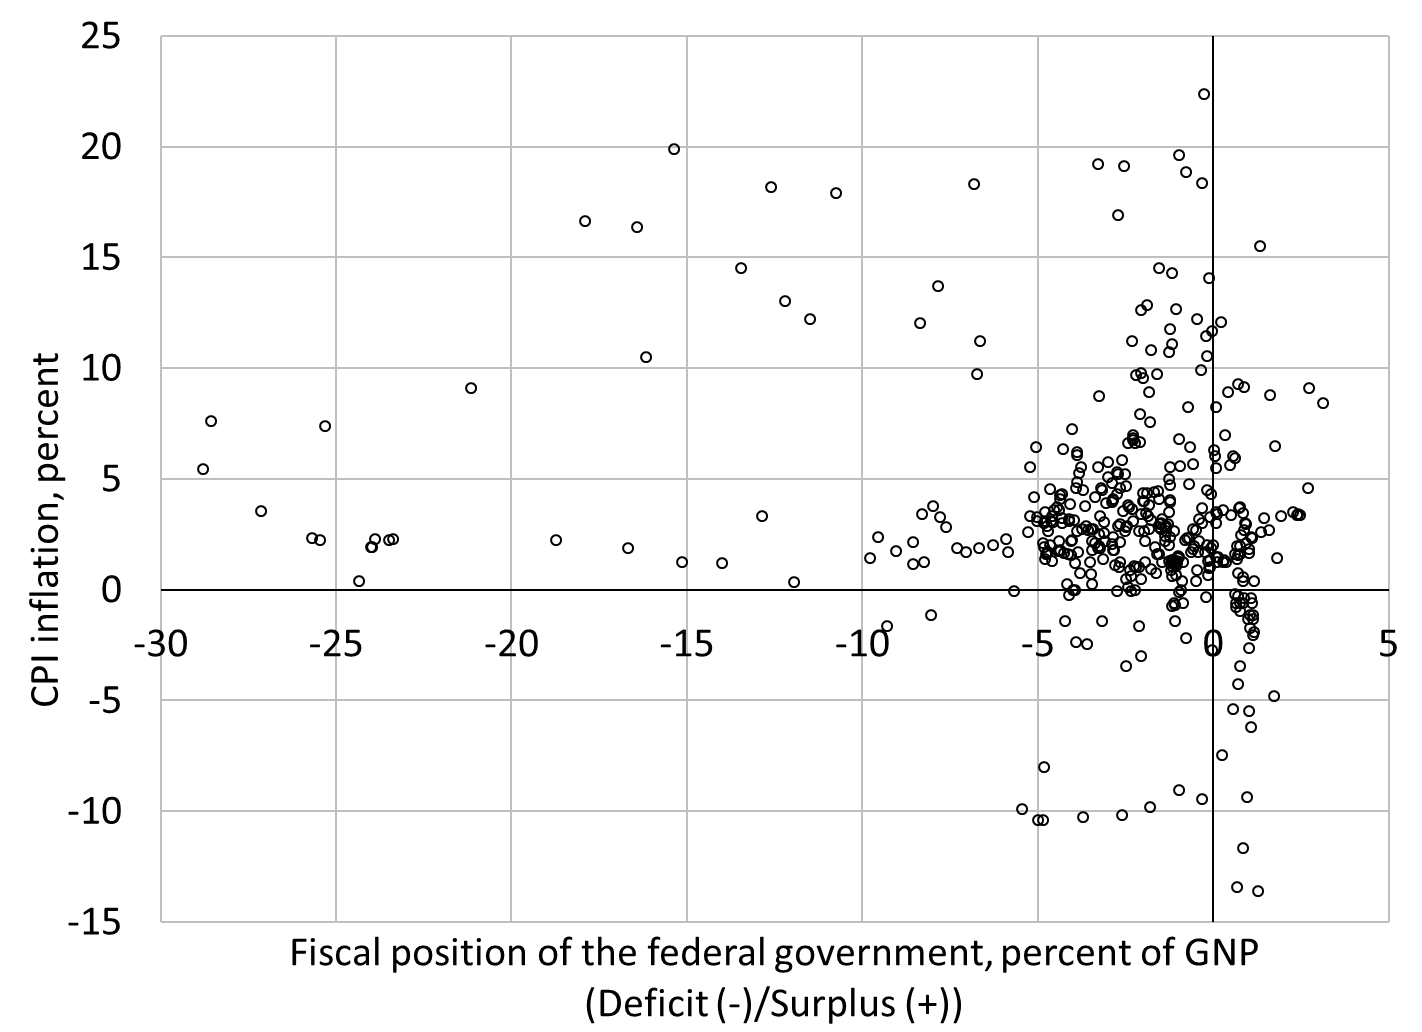 25
20
15
10
5
0
-5
-10
-15
-30 -25 -20 -15 -10 -5 0 5
CPI inflation, percent
Fiscal position of the federal government, percent of GNP
(Deficit (-)/Surplus (+))